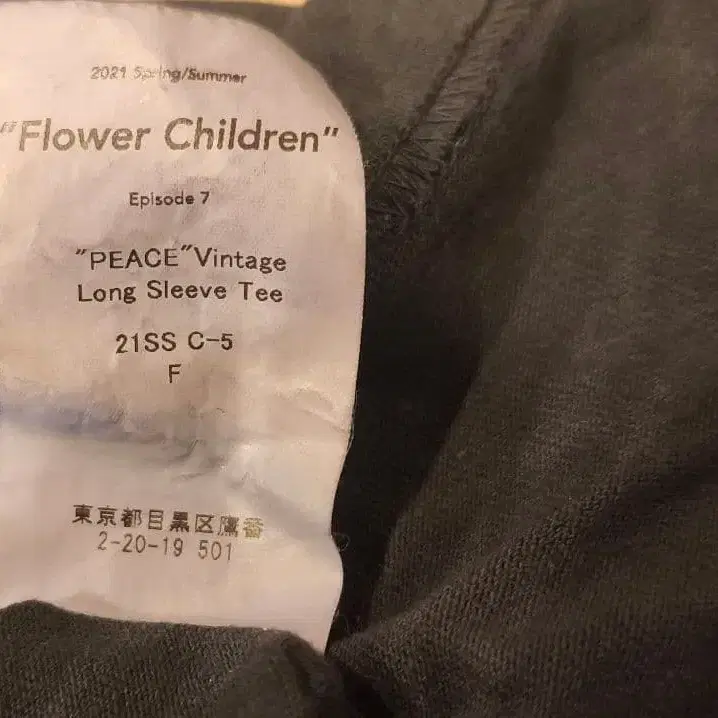 2021 Spring/Summer
"Flower Children"
Episode 7
"PEACE"Vintage
Long Sleeve Tee
21SS C-5
F
東京都目黒区鷹番
2-20-19 501